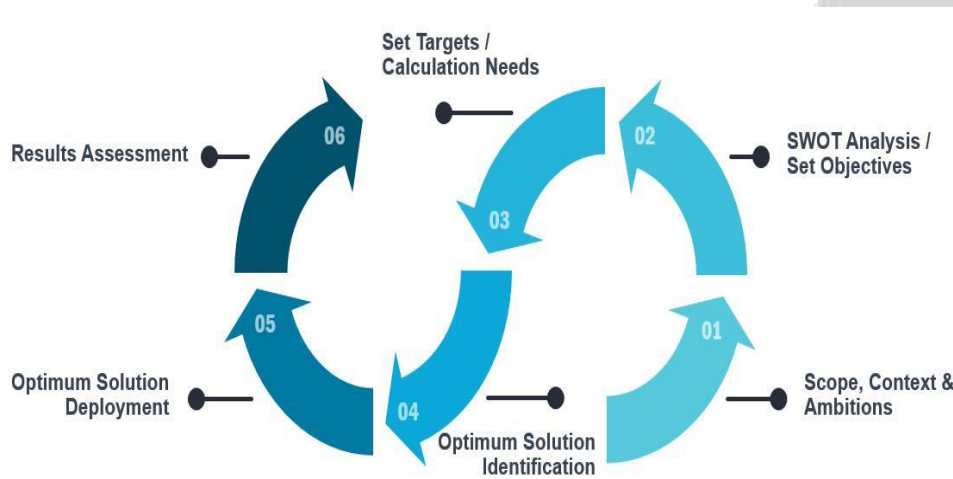 Set Targets /
Calculation Needs
06
02
Results Assessment
SWOT Analysis /
Set Objectives
03
05
01
Optimum Solution
Deployment
04
Scope, Context &
Ambitions
Optimum Solution
Identification